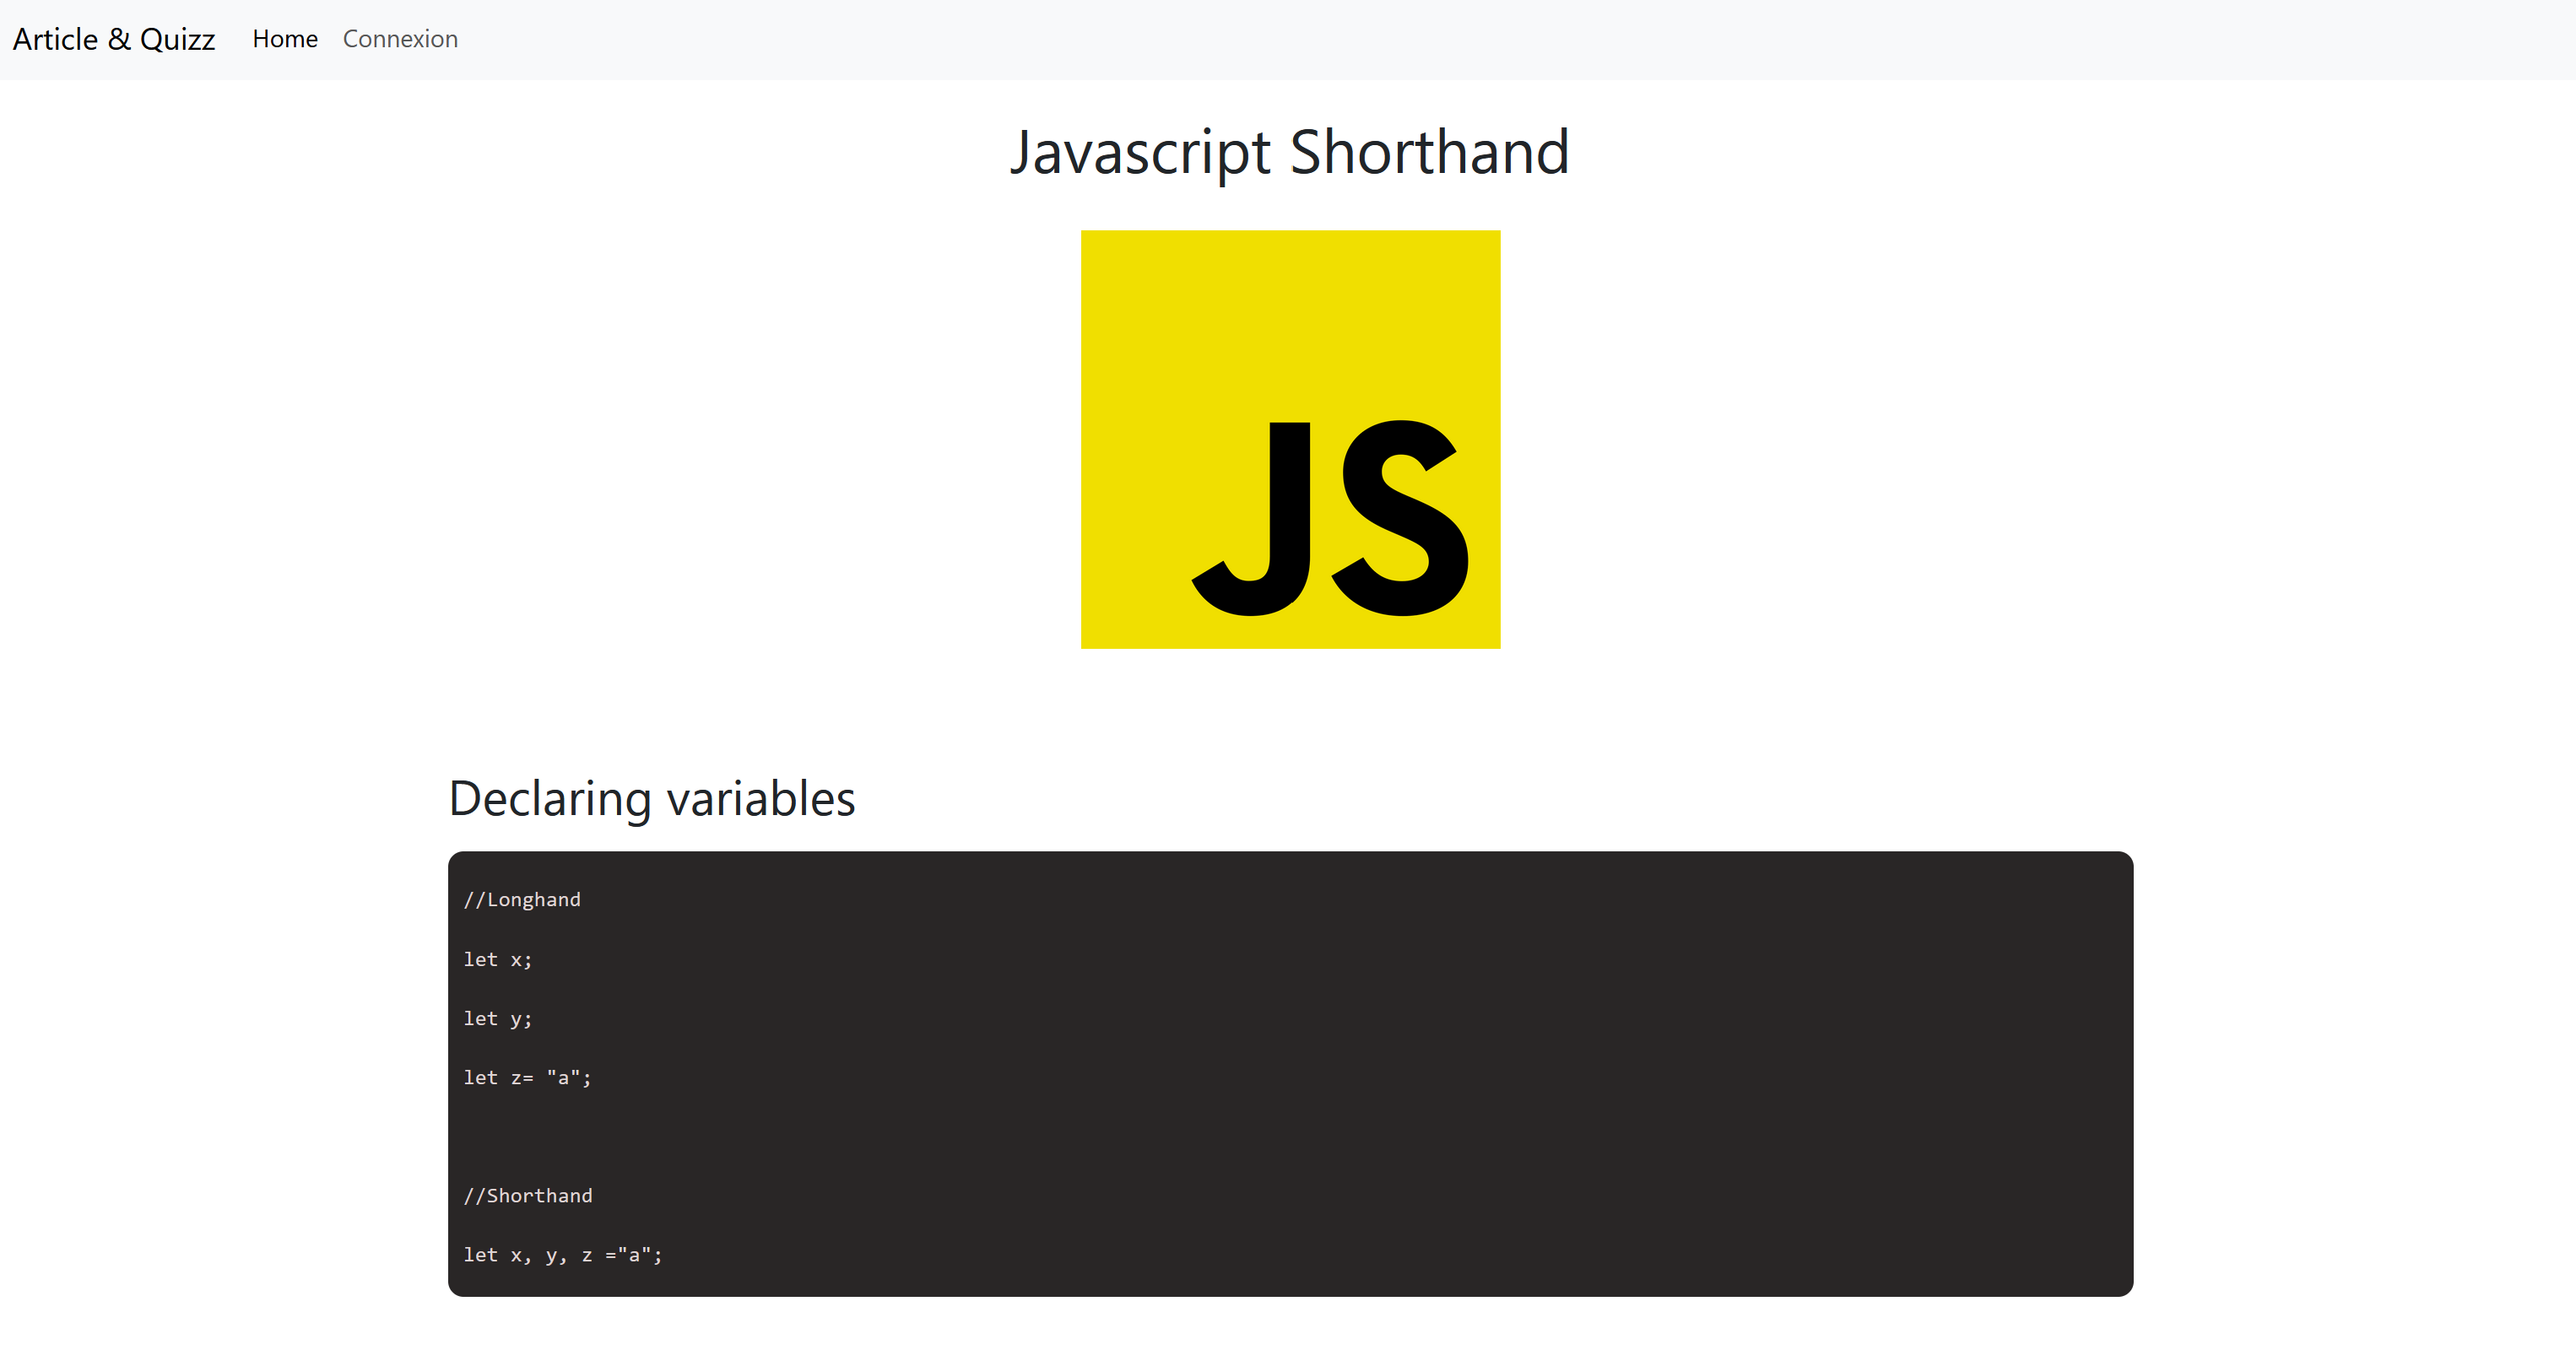 Article & Quizz Home Connexion
Javascript Shorthand
JS
Declaring variables
//Longhand
let x;
let y;
let z= "a";
//Shorthand
let x, y, z ="a";